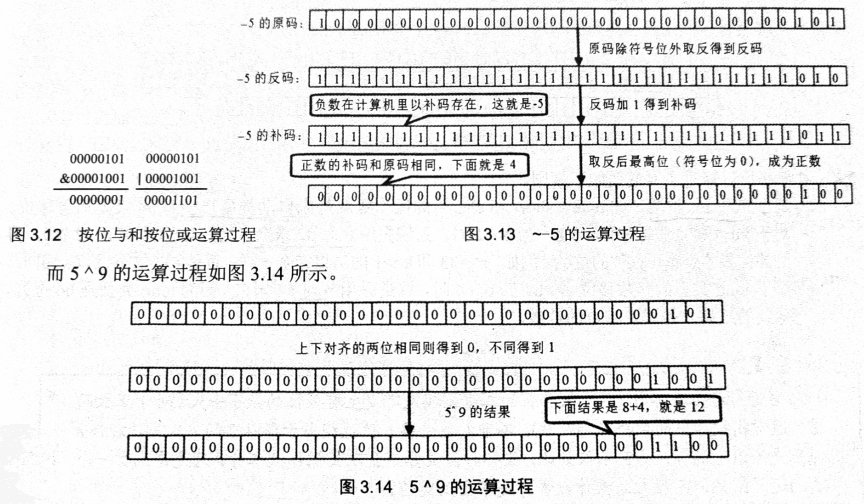 -5 的原码: 1 0 0 0 0 0 0 0 0 0 0 0 0 0 0 0 0 0 0 0 0 0 0 0 0 0 0 0 0 1 0 1
原码除符号位外取反得到反码
-5 的反码: 1 1 1 1 1 1 1 1 1 1 1 1 1 1 1 1 1 1 1 1 1 1 1 1 1 1 1 1 1 0 1 0
负数在计算机里以补码存在，这就是-5
反码加 1 得到补码
-5 的补码: 1 1 1 1 1 1 1 1 1 1 1 1 1 1 1 1 1 1 1 1 1 1 1 1 1 1 1 1 1 0 1 1
正数的补码和原码相同，下面就是 4
取反后最高位（符号位为 0），成为正数
0 0 0 0 0 0 0 0 0 0 0 0 0 0 0 0 0 0 0 0 0 0 0 0 0 0 0 0 0 1 0 0
00000101 00000101
&00001001 |00001001
00000001 00001101
图 3.12 按位与和按位或运算过程
图 3.13 ~-5 的运算过程
而 5 ^ 9 的运算过程如图 3.14 所示。
0 0 0 0 0 0 0 0 0 0 0 0 0 0 0 0 0 0 0 0 0 0 0 0 0 0 0 0 0 1 0 1
上下对齐的两位相同则得到 0，不同得到 1
0 0 0 0 0 0 0 0 0 0 0 0 0 0 0 0 0 0 0 0 0 0 0 0 0 0 0 0 1 0 0 1
5^9 的结果
下面结果是 8+4，就是 12
0 0 0 0 0 0 0 0 0 0 0 0 0 0 0 0 0 0 0 0 0 0 0 0 0 0 0 0 1 1 0 0
图 3.14 5 ^ 9 的运算过程